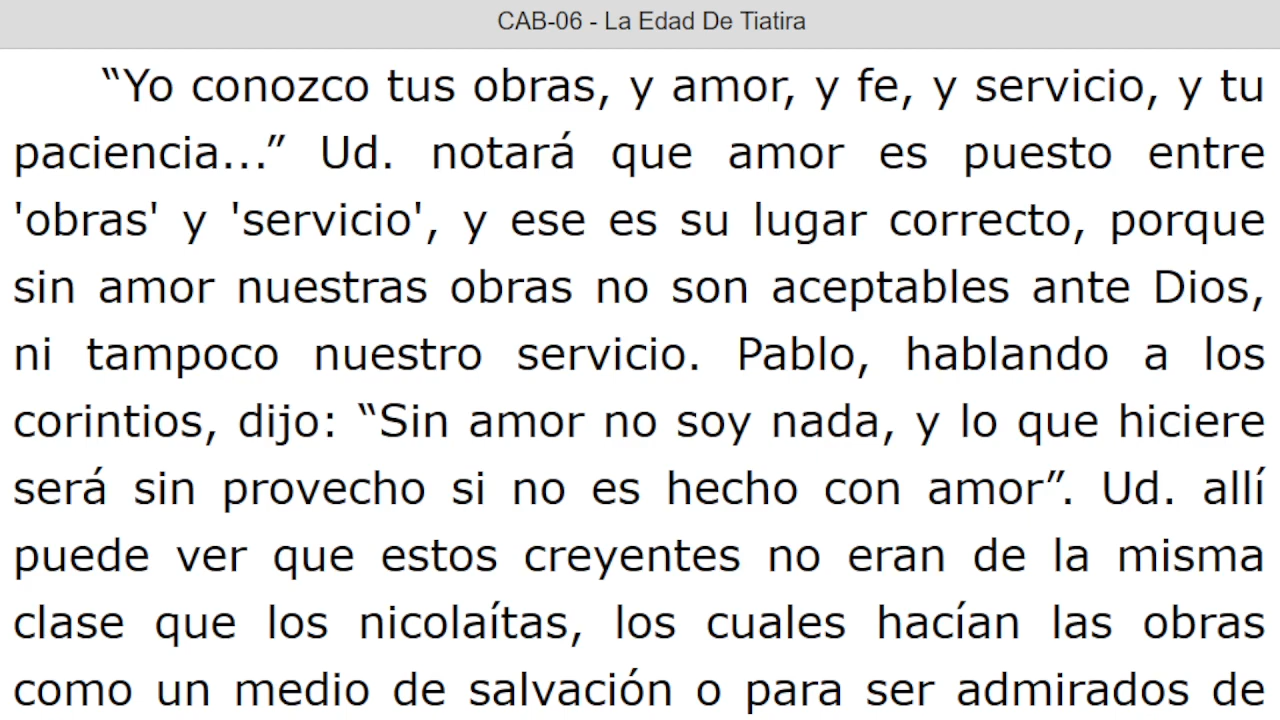 CAB-06 - La Edad De Tiatira
“Yo conozco tus obras, y amor, y fe, y servicio, y tu
paciencia...” Ud. notará que amor es puesto entre
'obras' y 'servicio', y ese es su lugar correcto, porque
sin amor nuestras obras no son aceptables ante Dios,
ni tampoco nuestro servicio. Pablo, hablando a los
corintios, dijo: “Sin amor no soy nada, y lo que hiciere
será sin provecho si no es hecho con amor”. Ud. allí
puede ver que estos creyentes no eran de la misma
clase que los nicolaítas, los cuales hacían las obras
como un medio de salvación o para ser admirados de